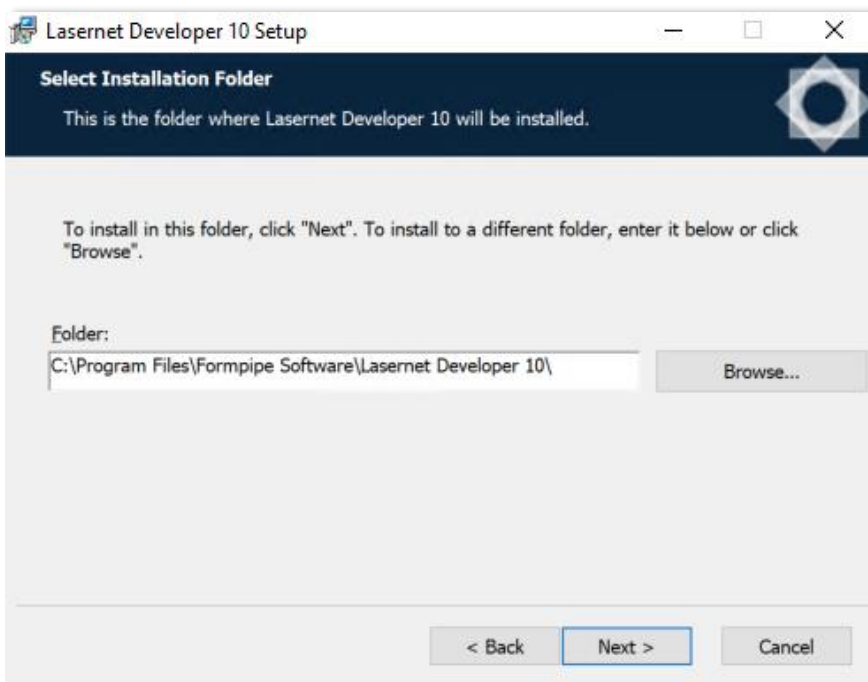 Lasernet Developer 10 Setup
Select Installation Folder
This is the folder where Lasernet Developer 10 will be installed.
To install in this folder, click "Next". To install to a different folder, enter it below or click
"Browse".
Folder:
C:\Program Files\Formpipe Software\Lasernet Developer 10\
Browse...
< Back
Next >
Cancel